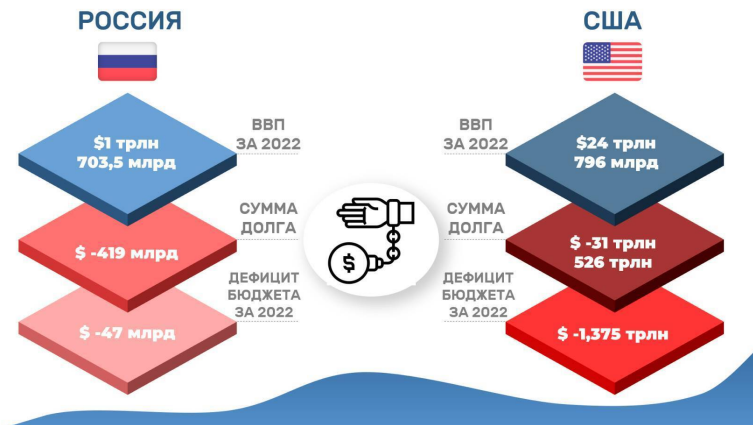 РОССИЯ
$1 трлн
703,5 млрд
ВВП
ЗА 2022
$ -419 млрд
СУММА
ДОЛГА
$ -47 млрд
ДЕФИЦИТ
БЮДЖЕТА
ЗА 2022
$
США
ВВП
ЗА 2022
$24 трлн
796 млрд
СУММА
ДОЛГА
$ -31 трлн
526 трлн
ДЕФИЦИТ
БЮДЖЕТА
ЗА 2022
$ -1,375 трлн